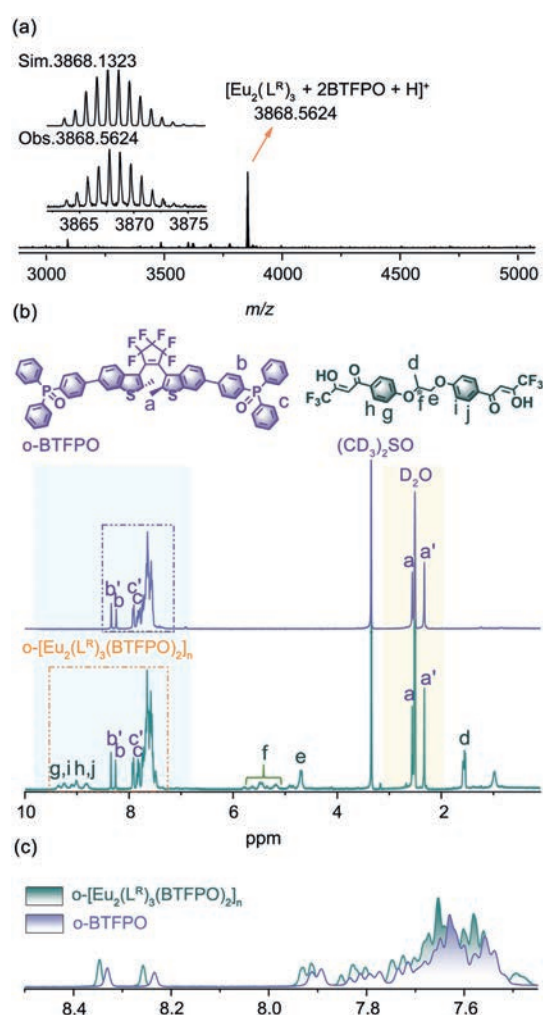 (a)
Sim.3868.1323
[Eu₂(Lᴿ)₃ + 2BTFPO + H]⁺
3868.5624
Obs.3868.5624
3865 3870 3875
3000 3500 4000 4500 5000
m/z
(b)
F F F F F F
b
d
P O S S P O
a
c
OH O O O O OH
F₃C CF₃
h g f e i j
o-BTFPO
(CD₃)₂SO
D₂O
a a'
b' b c' c
o-[Eu₂(Lᴿ)₃(BTFPO)₂]ₙ
a a'
b' b c' c
g,i h,j f e d
10 8 6 4 2
ppm
(c)
o-[Eu₂(Lᴿ)₃(BTFPO)₂]ₙ
o-BTFPO
8.4 8.2 8.0 7.8 7.6